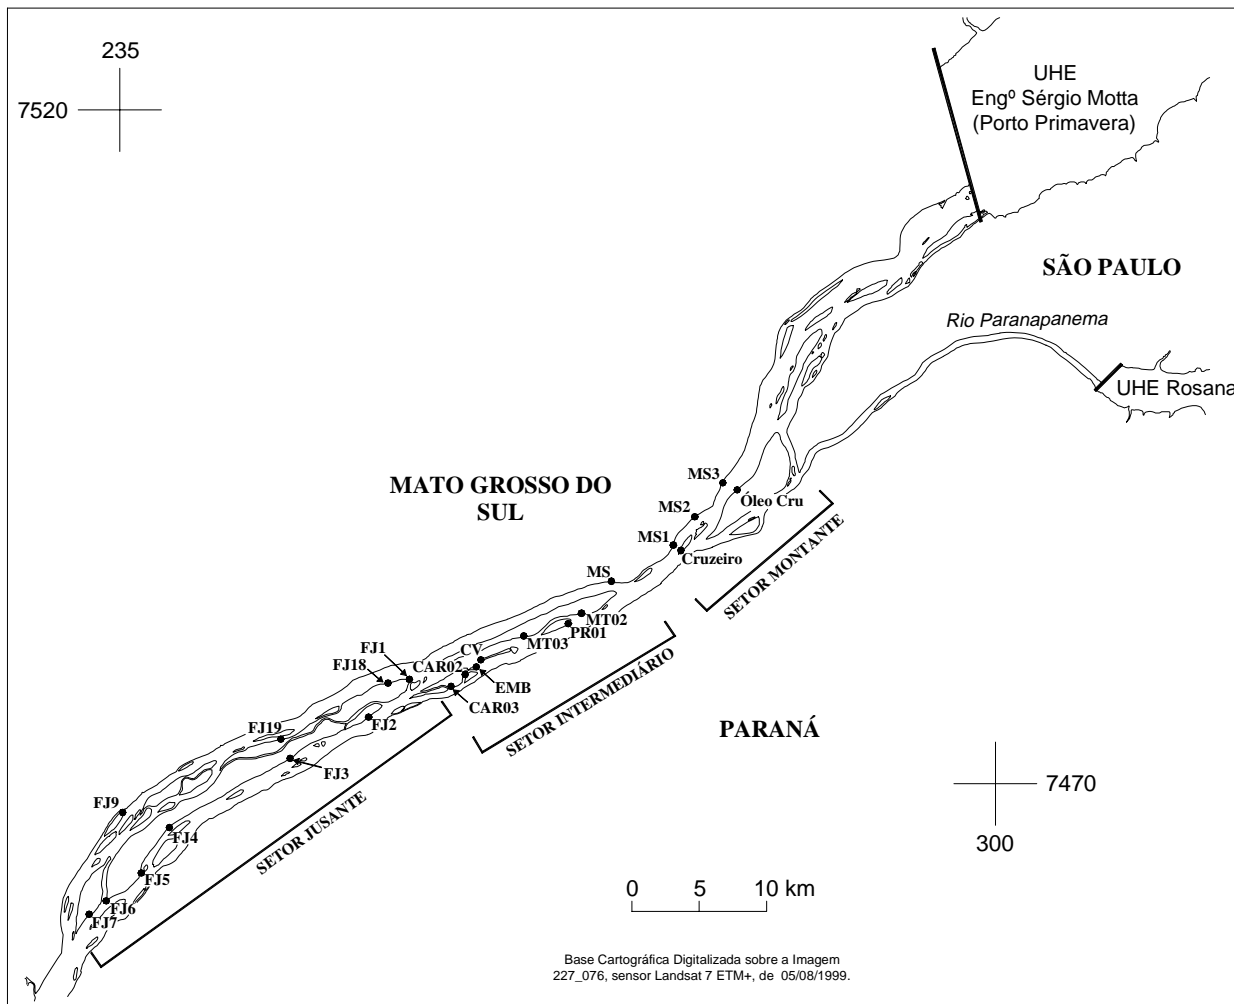 235
7520
UHE
Engº Sérgio Motta
(Porto Primavera)
SÃO PAULO
Rio Paranapanema
UHE Rosana
MATO GROSSO DO
SUL
MS3
Óleo Cru
MS2
MS1
Cruzeiro
SETOR MONTANTE
MS
MT02
PR01
MT03
CV
FJ1
CAR02
FJ18
EMB
CAR03
SETOR INTERMEDIÁRIO
FJ2
FJ19
PARANÁ
FJ3
7470
FJ9
SETOR JUSANTE
FJ4
300
FJ5
0 5 10 km
FJ6
FJ7
Base Cartográfica Digitalizada sobre a Imagem
227_076, sensor Landsat 7 ETM+, de 05/08/1999.